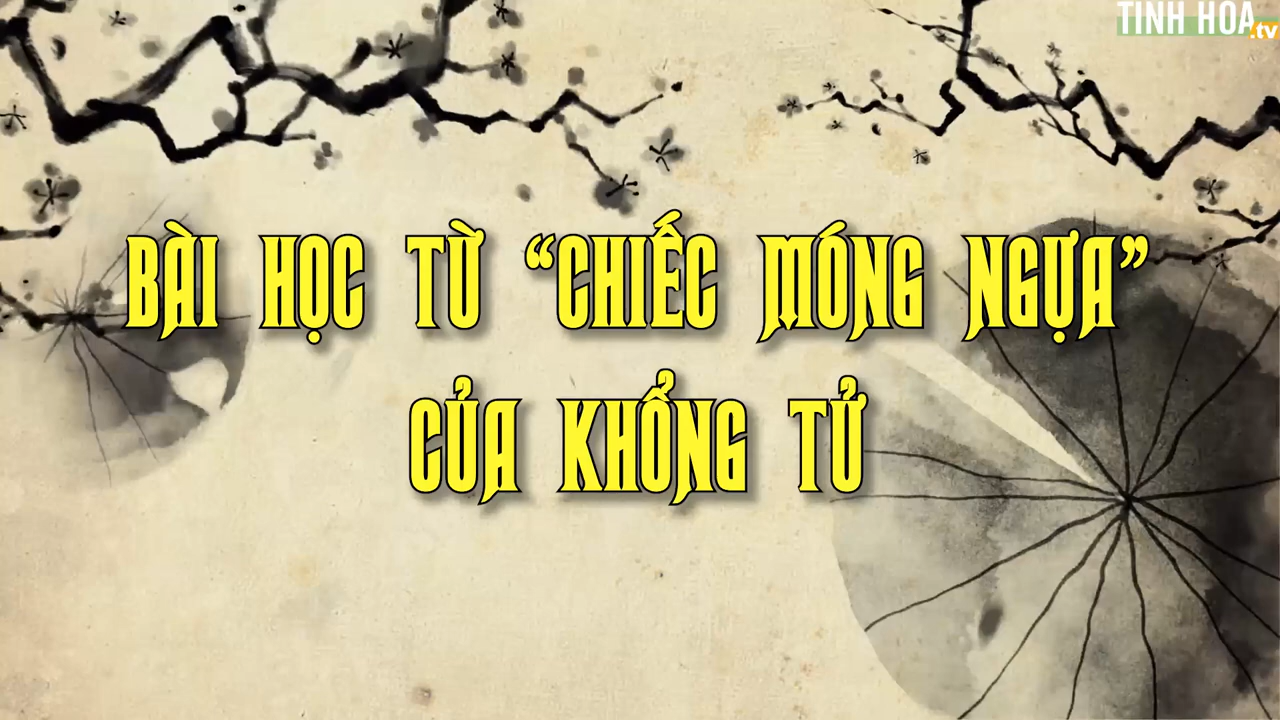 TINH HOA.tv
BÀI HỌC TỪ “CHIẾC MÓNG NGỰA”
CỦA KHỔNG TỬ